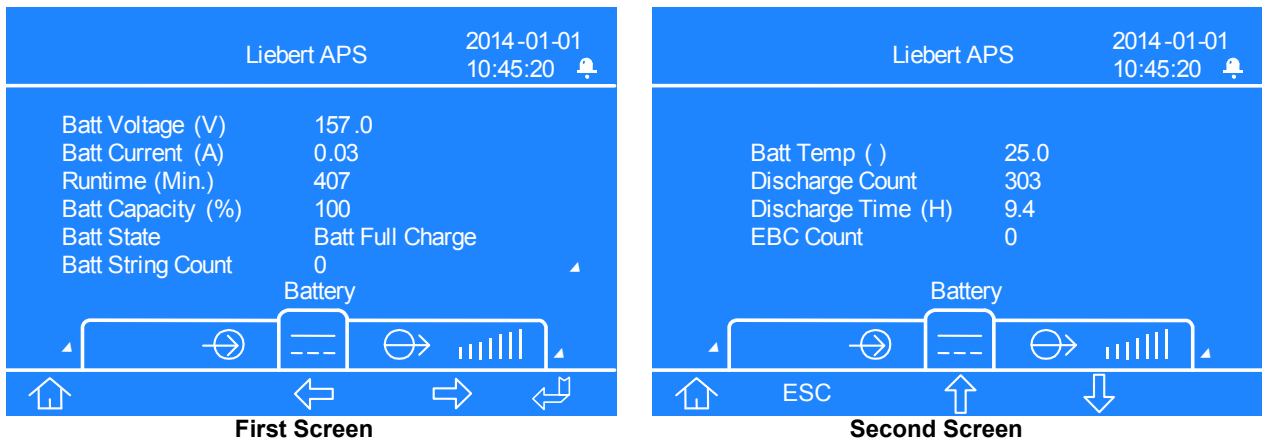 Liebert APS
2014-01-01
10:45:20
Batt Voltage (V) 157.0
Batt Current (A) 0.03
Runtime (Min.) 407
Batt Capacity (%) 100
Batt State Batt Full Charge
Batt String Count 0
Battery
First Screen
Liebert APS
2014-01-01
10:45:20
Batt Temp ( ) 25.0
Discharge Count 303
Discharge Time (H) 9.4
EBC Count 0
Battery
ESC
Second Screen